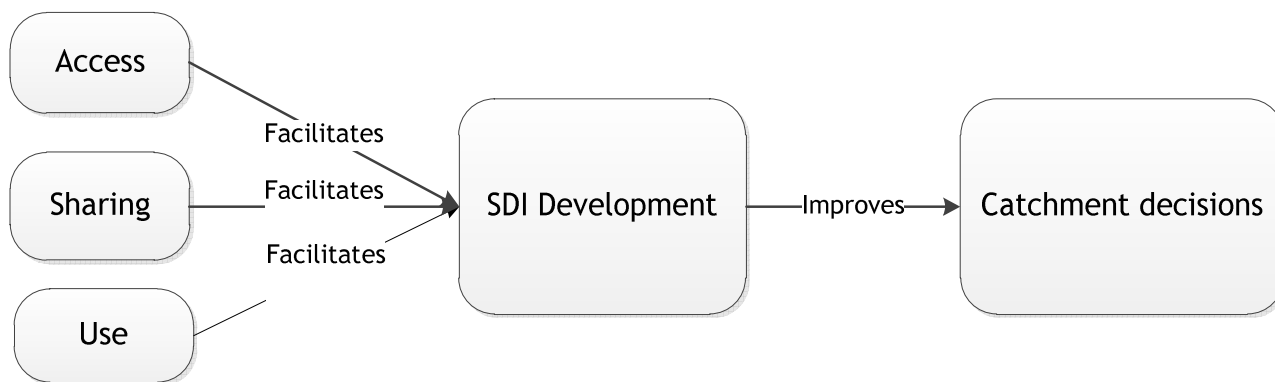 Access
Facilitates
Sharing
Facilitates
SDI Development
Improves
Catchment decisions
Facilitates
Use